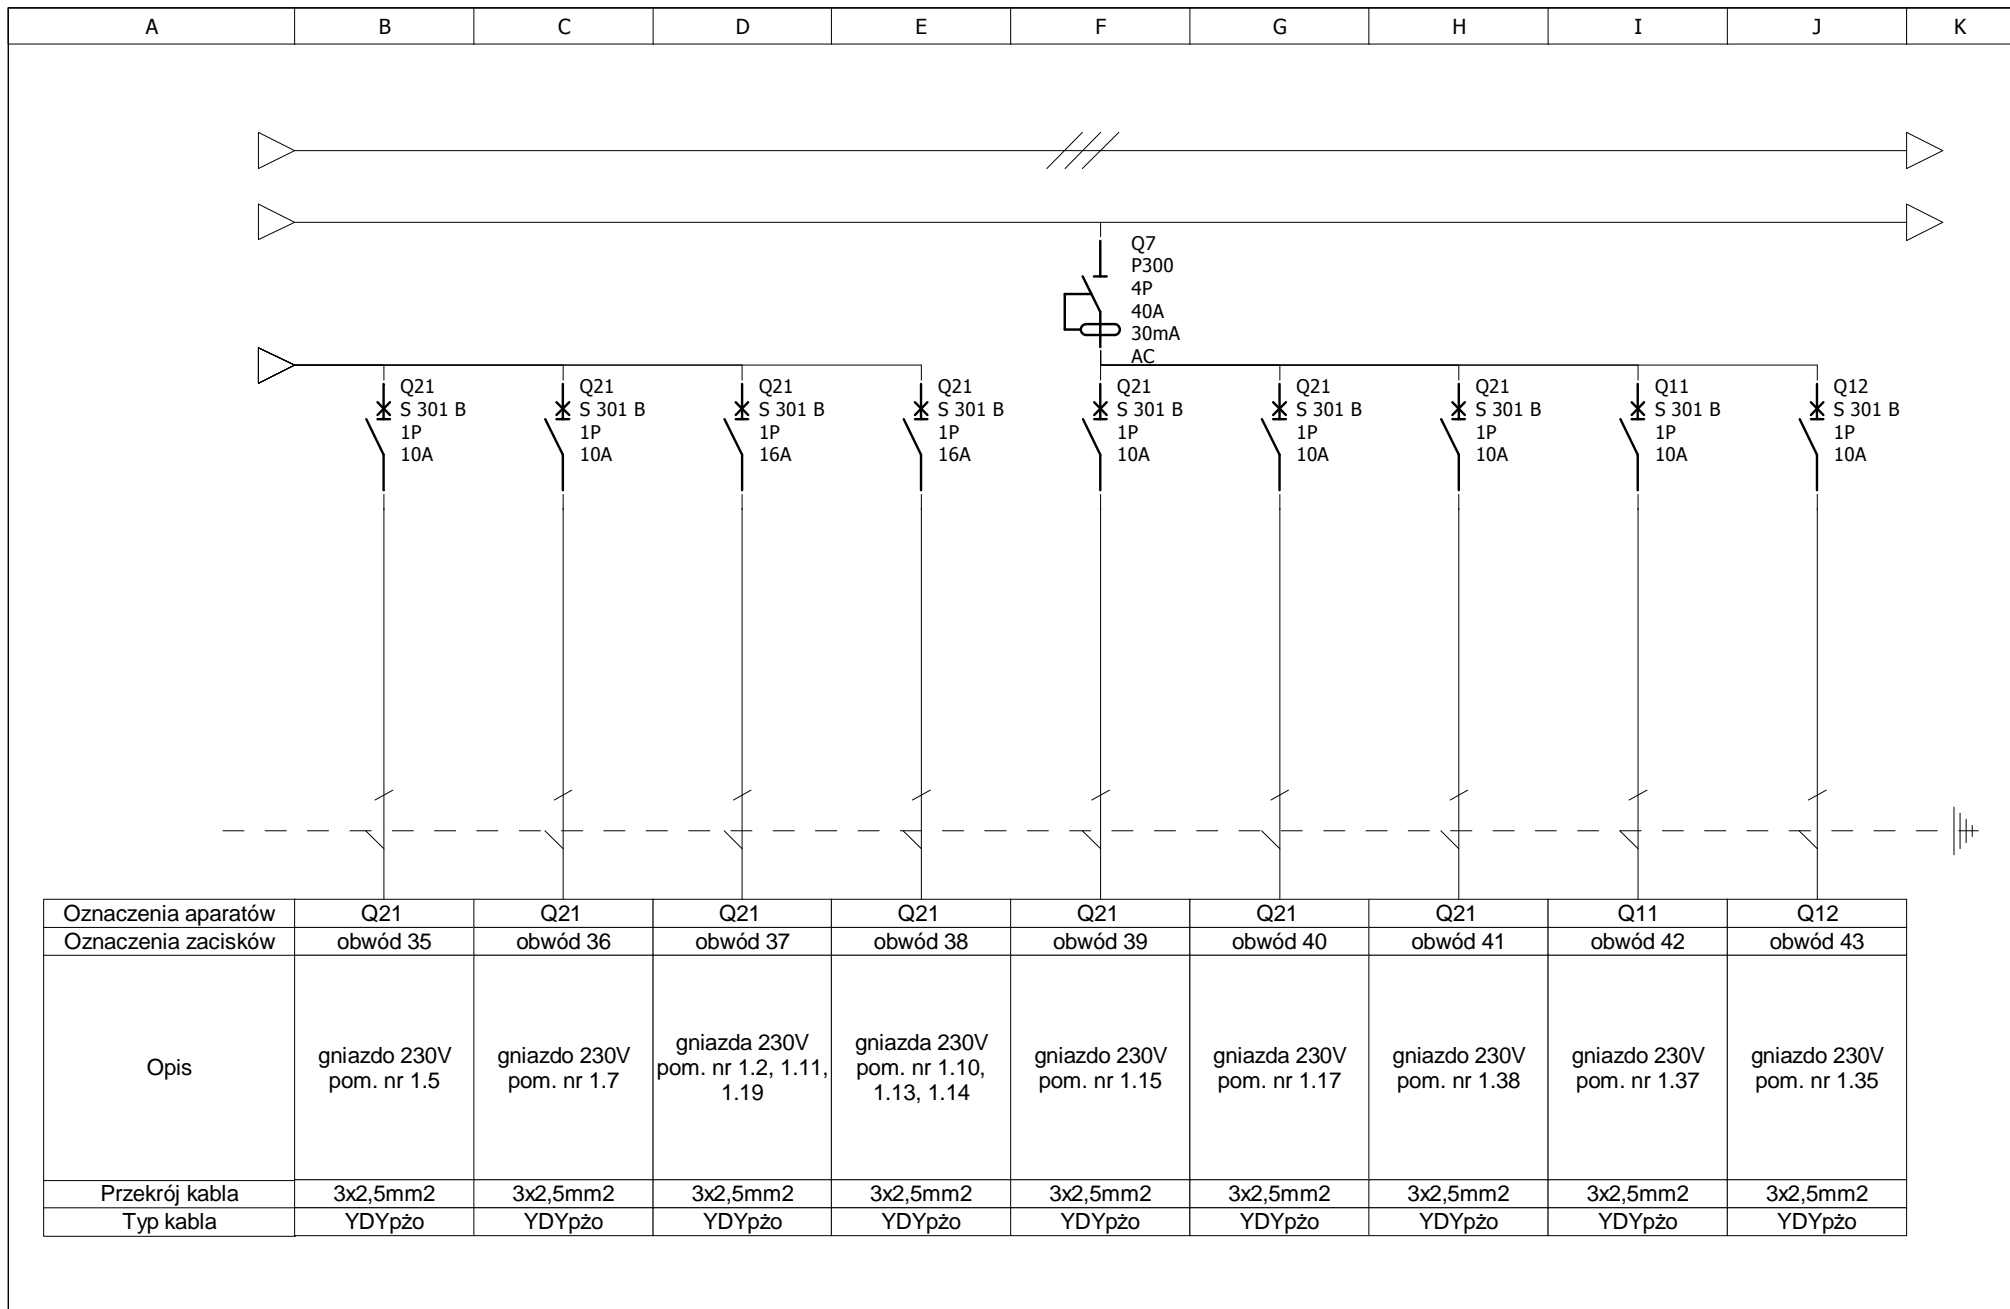 A B C D E F G H I J K
Q7
P300
4P
40A
30mA
AC
Q21
S 301 B
1P
10A
Q21
S 301 B
1P
10A
Q21
S 301 B
1P
16A
Q21
S 301 B
1P
16A
Q21
S 301 B
1P
10A
Q21
S 301 B
1P
10A
Q21
S 301 B
1P
10A
Q11
S 301 B
1P
10A
Q12
S 301 B
1P
10A
Oznaczenia aparatów Q21 Q21 Q21 Q21 Q21 Q21 Q21 Q11 Q12
Oznaczenia zacisków obwód 35 obwód 36 obwód 37 obwód 38 obwód 39 obwód 40 obwód 41 obwód 42 obwód 43
Opis
gniazdo 230V
pom. nr 1.5
gniazdo 230V
pom. nr 1.7
gniazda 230V
pom. nr 1.2, 1.11,
1.19
gniazda 230V
pom. nr 1.10,
1.13, 1.14
gniazdo 230V
pom. nr 1.15
gniazda 230V
pom. nr 1.17
gniazdo 230V
pom. nr 1.38
gniazdo 230V
pom. nr 1.37
gniazdo 230V
pom. nr 1.35
Przekrój kabla 3x2,5mm2 3x2,5mm2 3x2,5mm2 3x2,5mm2 3x2,5mm2 3x2,5mm2 3x2,5mm2 3x2,5mm2 3x2,5mm2
Typ kabla YDYpżo YDYpżo YDYpżo YDYpżo YDYpżo YDYpżo YDYpżo YDYpżo YDYpżo